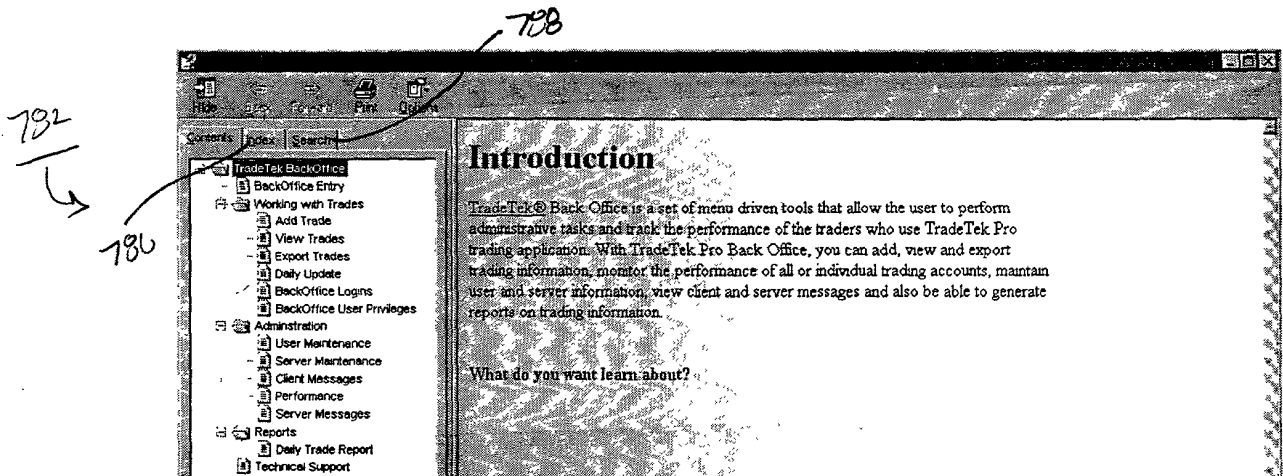 788
782
786
Hide Back Forward Print Options
Contents Index Search
TradeTek BackOffice
BackOffice Entry
Working with Trades
Add Trade
View Trades
Export Trades
Daily Update
BackOffice Logins
BackOffice User Privileges
Adminstration
User Maintenance
Server Maintenance
Client Messages
Performance
Server Messages
Reports
Daily Trade Report
Technical Support
Introduction
TradeTek® Back Office is a set of menu driven tools that allow the user to perform
administrative tasks and track the performance of the traders who use TradeTek Pro
trading application. With TradeTek Pro Back Office, you can add, view and export
trading information, monitor the performance of all or individual trading accounts, maintain
user and server information, view client and server messages and also be able to generate
reports on trading information.
What do you want learn about?